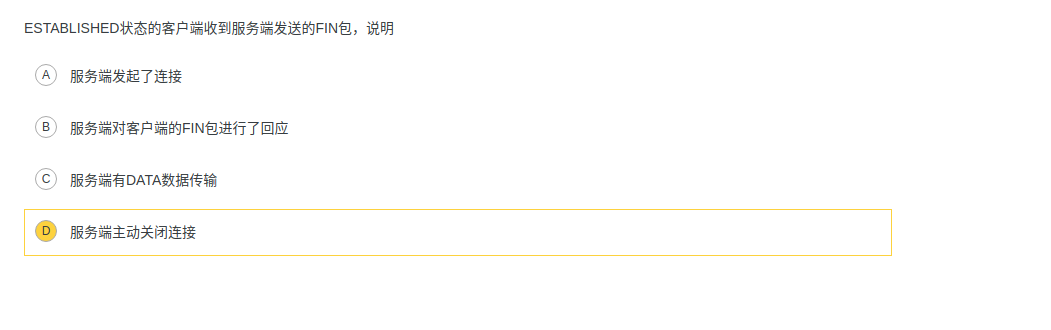 ESTABLISHED状态的客户端收到服务端发送的FIN包，说明
A 服务端发起了连接
B 服务端对客户端的FIN包进行了回应
C 服务端有DATA数据传输
D 服务端主动关闭连接